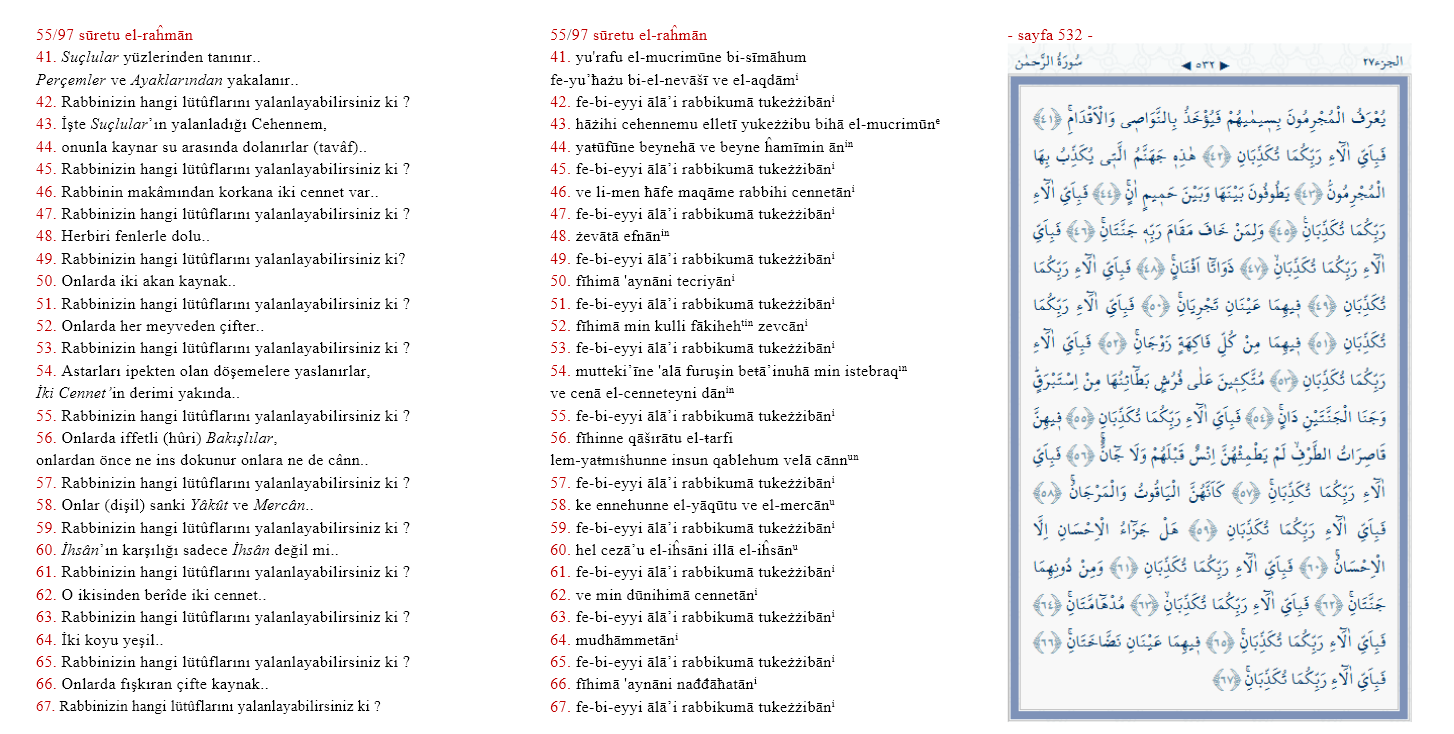 55/97 sūretu el-raĥmān
41. Suçlular yüzlerinden tanınır..
Perçemler ve Ayaklarından yakalanır..
42. Rabbinizin hangi lütûflarını yalanlayabilirsiniz ki ?
43. İşte Suçlular’ın yalanladığı Cehennem,
44. onunla kaynar su arasında dolanırlar (tavâf)..
45. Rabbinizin hangi lütûflarını yalanlayabilirsiniz ki ?
46. Rabbinin makâmından korkana iki cennet var..
47. Rabbinizin hangi lütûflarını yalanlayabilirsiniz ki ?
48. Herbiri fenlerle dolu..
49. Rabbinizin hangi lütûflarını yalanlayabilirsiniz ki?
50. Onlarda iki akan kaynak..
51. Rabbinizin hangi lütûflarını yalanlayabilirsiniz ki ?
52. Onlarda her meyveden çifter..
53. Rabbinizin hangi lütûflarını yalanlayabilirsiniz ki ?
54. Astarları ipekten olan döşemelere yaslanırlar,
İki Cennet’in derimi yakında..
55. Rabbinizin hangi lütûflarını yalanlayabilirsiniz ki ?
56. Onlarda iffetli (hûri) Bakışlılar,
onlardan önce ne ins dokunur onlara ne de cânn..
57. Rabbinizin hangi lütûflarını yalanlayabilirsiniz ki ?
58. Onlar (dişil) sanki Yâkût ve Mercân..
59. Rabbinizin hangi lütûflarını yalanlayabilirsiniz ki ?
60. İhsân’ın karşılığı sadece İhsân değil mi..
61. Rabbinizin hangi lütûflarını yalanlayabilirsiniz ki ?
62. O ikisinden berîde iki cennet..
63. Rabbinizin hangi lütûflarını yalanlayabilirsiniz ki ?
64. İki koyu yeşil..
65. Rabbinizin hangi lütûflarını yalanlayabilirsiniz ki ?
66. Onlarda fışkıran çifte kaynak..
67. Rabbinizin hangi lütûflarını yalanlayabilirsiniz ki ?
55/97 sūretu el-raĥmān
41. yu'rafu el-mucrimūne bi-sīmāhum
fe-yu’ħażu bi-el-nevāšī ve el-aqdāmⁱ
42. fe-bi-eyyi ālā’i rabbikumā tukeżżibānⁱ
43. hāżihi cehennemu elletī yukeżżibu bihā el-mucrimūnᵉ
44. yaŧūfūne beynehā ve beyne ĥamīmin ānⁱⁿ
45. fe-bi-eyyi ālā’i rabbikumā tukeżżibānⁱ
46. ve li-men ħāfe maqāme rabbihi cennetānⁱ
47. fe-bi-eyyi ālā’i rabbikumā tukeżżibānⁱ
48. żevātā efnānⁱⁿ
49. fe-bi-eyyi ālā’i rabbikumā tukeżżibānⁱ
50. fīhimā 'aynāni tecriyānⁱ
51. fe-bi-eyyi ālā’i rabbikumā tukeżżibānⁱ
52. fīhimā min kulli fākihehᵗⁱⁿ zevcānⁱ
53. fe-bi-eyyi ālā’i rabbikumā tukeżżibānⁱ
54. mutteki’īne 'alā furuşin beŧā’inuhā min istebraqⁱⁿ
ve cenā el-cenneteyni dānⁱⁿ
55. fe-bi-eyyi ālā’i rabbikumā tukeżżibānⁱ
56. fīhinne qāšırātu el-ŧarfi
lem-yaŧmiśhunne insun qablehum velā cānnᵘⁿ
57. fe-bi-eyyi ālā’i rabbikumā tukeżżibānⁱ
58. ke ennehunne el-yāqūtu ve el-mercānᵘ
59. fe-bi-eyyi ālā’i rabbikumā tukeżżibānⁱ
60. hel cezā’u el-iĥsāni illā el-iĥsānᵘ
61. fe-bi-eyyi ālā’i rabbikumā tukeżżibānⁱ
62. ve min dūnihimā cennetānⁱ
63. fe-bi-eyyi ālā’i rabbikumā tukeżżibānⁱ
64. mudhāmmetānⁱ
65. fe-bi-eyyi ālā’i rabbikumā tukeżżibānⁱ
66. fīhimā 'aynāni nađđāħatānⁱ
67. fe-bi-eyyi ālā’i rabbikumā tukeżżibānⁱ
- sayfa 532 -
الجزء ٢٧ ◀ ٥٣٢ ▶ سُورَةُ الرَّحْمٰن
يُعْرَفُ الْمُجْرِمُونَ بِسٖيمٰيهُمْ فَيُؤْخَذُ بِالنَّوَاصٖى وَالْاَقْدَامِۚ ﴿٤١﴾
فَبِاَيِّ اٰلَٓاءِ رَبِّكُمَا تُكَذِّبَانِ ﴿٤٢﴾ هٰذِهٖ جَهَنَّمُ الَّتٖى يُكَذِّبُ بِهَا
الْمُجْرِمُونَۢ ﴿٤٣﴾ يَطُوفُونَ بَيْنَهَا وَبَيْنَ حَمٖيمٍ اٰنٍۚ ﴿٤٤﴾ فَبِاَيِّ اٰلَٓاءِ
رَبِّكُمَا تُكَذِّبَانِ۟ ﴿٤٥﴾ وَلِمَنْ خَافَ مَقَامَ رَبِّهٖ جَنَّتَانِۚ ﴿٤٦﴾ فَبِاَيِّ
اٰلَٓاءِ رَبِّكُمَا تُكَذِّبَانِۙ ﴿٤٧﴾ ذَوَاتَٓا اَفْنَانٍۚ ﴿٤٨﴾ فَبِاَيِّ اٰلَٓاءِ رَبِّكُمَا
تُكَذِّبَانِ ﴿٤٩﴾ فٖيهِمَا عَيْنَانِ تَجْرِيَانِۚ ﴿٥٠﴾ فَبِاَيِّ اٰلَٓاءِ رَبِّكُمَا
تُكَذِّبَانِ ﴿٥١﴾ فٖيهِمَا مِنْ كُلِّ فَاكِهَةٍ زَوْجَانِۚ ﴿٥٢﴾ فَبِاَيِّ اٰلَٓاءِ
رَبِّكُمَا تُكَذِّبَانِ ﴿٥٣﴾ مُتَّكِـٖٔينَ عَلٰى فُرُشٍ بَطَٓائِنُهَا مِنْ اِسْتَبْرَقٍۜ
وَجَنَا الْجَنَّتَيْنِ دَانٍۚ ﴿٥٤﴾ فَبِاَيِّ اٰلَٓاءِ رَبِّكُمَا تُكَذِّبَانِ ﴿٥٥﴾ فٖيهِنَّ
قَاصِرَاتُ الطَّرْفِۙ لَمْ يَطْمِثْهُنَّ اِنْسٌ قَبْلَهُمْ وَلَا جَٓانٌّۚ ﴿٥٦﴾ فَبِاَيِّ
اٰلَٓاءِ رَبِّكُمَا تُكَذِّبَانِۚ ﴿٥٧﴾ كَاَنَّهُنَّ الْيَاقُوتُ وَالْمَرْجَانُۚ ﴿٥٨﴾
فَبِاَيِّ اٰلَٓاءِ رَبِّكُمَا تُكَذِّبَانِ ﴿٥٩﴾ هَلْ جَزَٓاءُ الْاِحْسَانِ اِلَّا
الْاِحْسَانُۚ ﴿٦٠﴾ فَبِاَيِّ اٰلَٓاءِ رَبِّكُمَا تُكَذِّبَانِ ﴿٦١﴾ وَمِنْ دُونِهِمَا
جَنَّتَانِۚ ﴿٦٢﴾ فَبِاَيِّ اٰلَٓاءِ رَبِّكُمَا تُكَذِّبَانِۙ ﴿٦٣﴾ مُدْهَٓامَّتَانِۚ ﴿٦٤﴾
فَبِاَيِّ اٰلَٓاءِ رَبِّكُمَا تُكَذِّبَانِۚ ﴿٦٥﴾ فٖيهِمَا عَيْنَانِ نَضَّاخَتَانِۚ ﴿٦٦﴾
فَبِاَيِّ اٰلَٓاءِ رَبِّكُمَا تُكَذِّبَانِۚ ﴿٦٧﴾